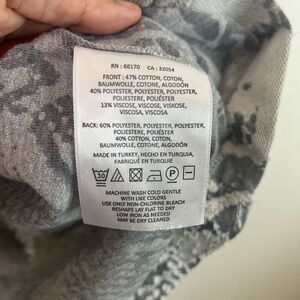 RN : 66170 CA : 32054
FRONT : 47% COTTON, COTON,
BAUMWOLLE, COTONE, ALGODÓN
40% POLYESTER, POLYESTER, POLYESTER,
POLIESTERE, POLIÉSTER
13% VISCOSE, VISCOSE, VISKOSE,
VISCOSA, VISCOSA
BACK: 60% POLYESTER, POLYESTER,
POLYESTER, POLIESTERE, POLIÉSTER
40% COTTON, COTON,
BAUMWOLLE, COTONE, ALGODÓN
MADE IN TURKEY, HECHO EN TURQUIA,
FABRIQUÉ EN TURQUIE
30 P
MACHINE WASH COLD GENTLE
WITH LIKE COLORS
USE ONLY NON-CHLORINE BLEACH
RESHAPE LAY FLAT TO DRY
LOW IRON AS NEEDED
MAY BE DRY CLEANED